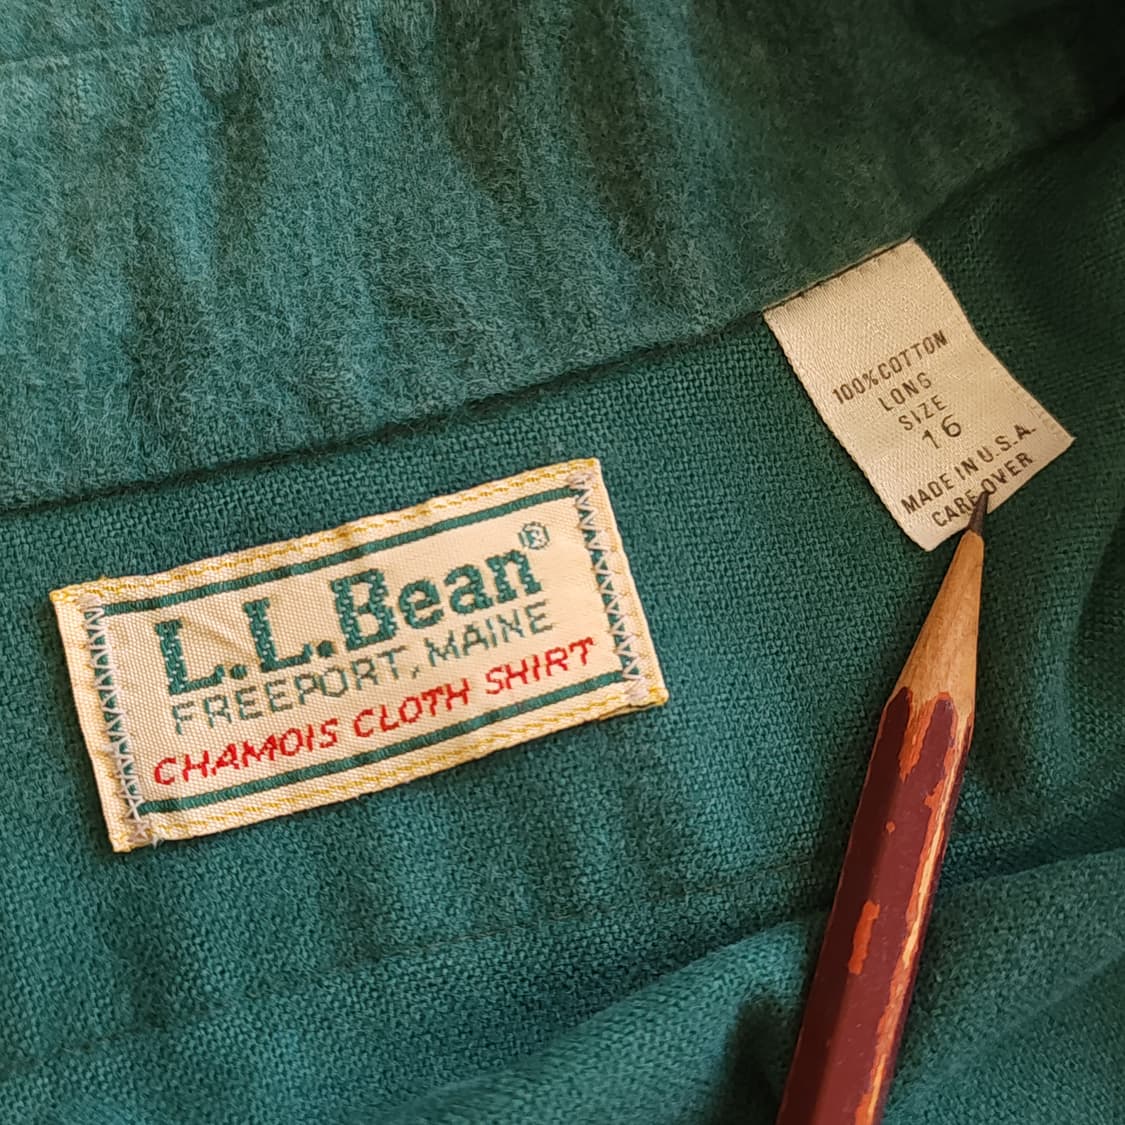 L.L.Bean®
FREEPORT, MAINE
CHAMOIS CLOTH SHIRT
100% COTTON
LONG
SIZE
16
MADE IN U.S.A.
CARE OVER